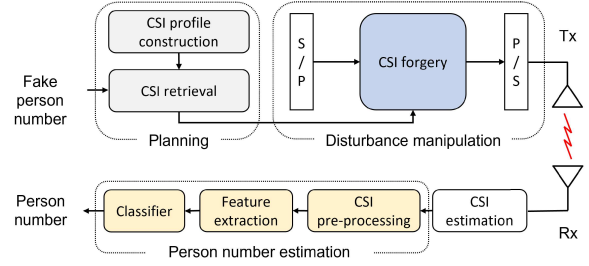 CSI profile
construction
S
/
P
CSI forgery
P
/
S
Tx
Fake
person
number
CSI retrieval
Planning
Disturbance manipulation
Person
number
Classifier
Feature
extraction
CSI
pre-processing
CSI
estimation
Rx
Person number estimation